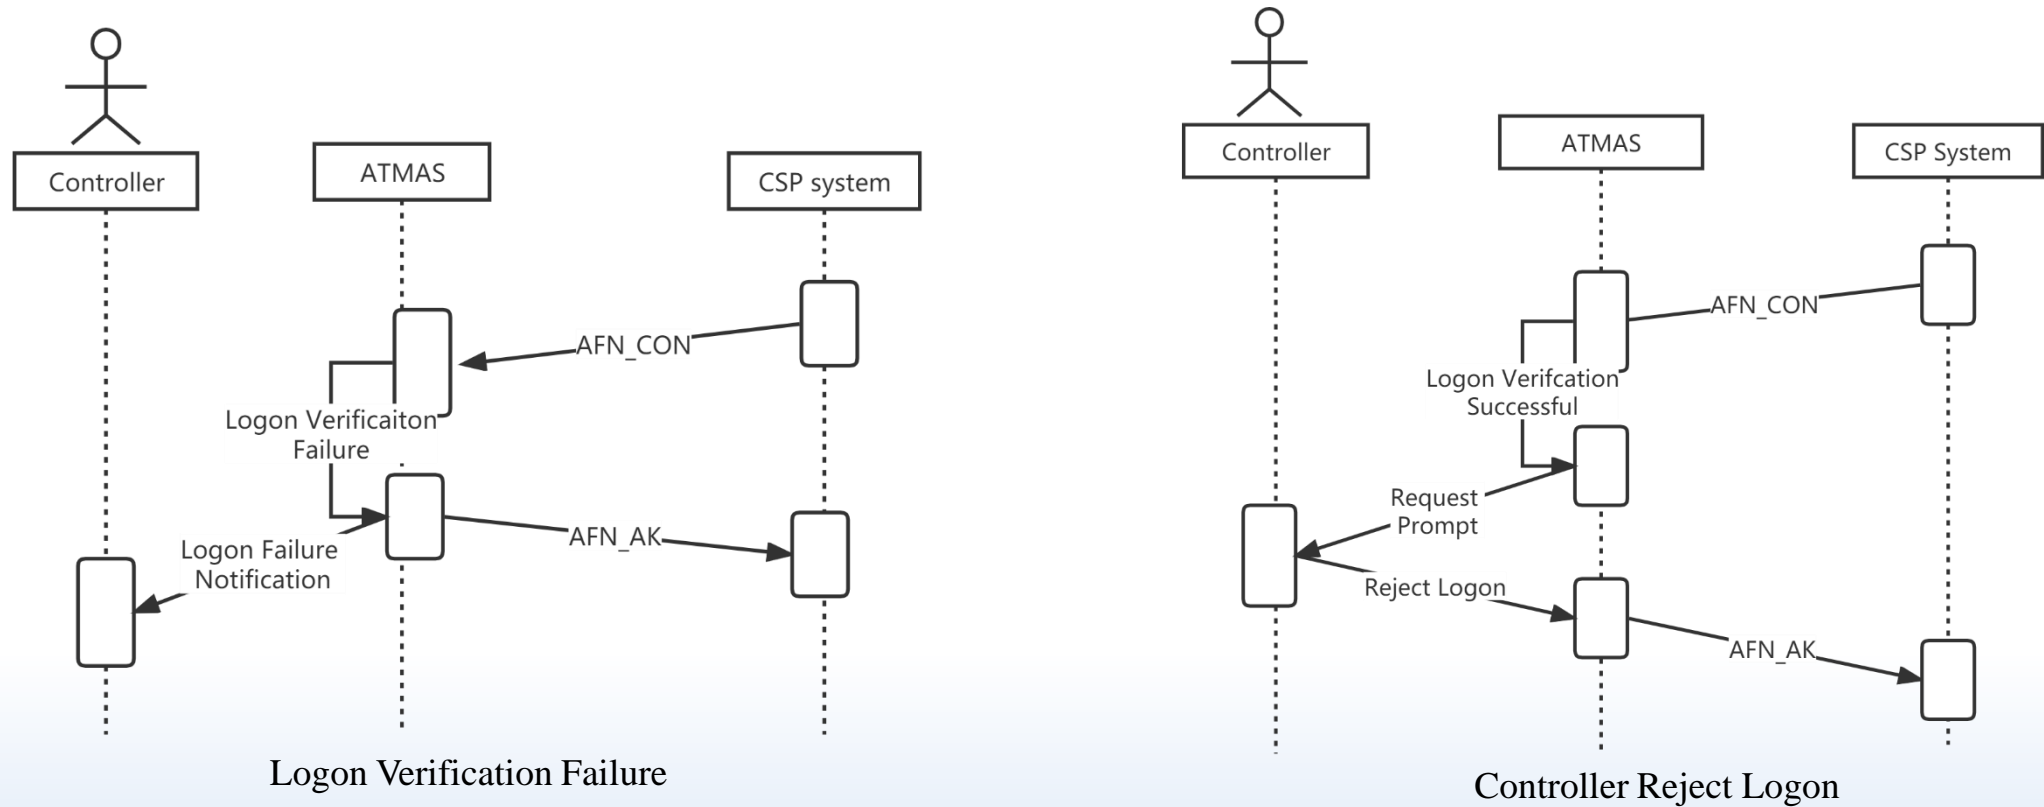 Controller
ATMAS
CSP system
AFN_CON
Logon Verificaiton
Failure
AFN_AK
Logon Failure
Notification
Logon Verification Failure
Controller
ATMAS
CSP System
AFN_CON
Logon Verifcation
Successful
Request
Prompt
Reject Logon
AFN_AK
Controller Reject Logon